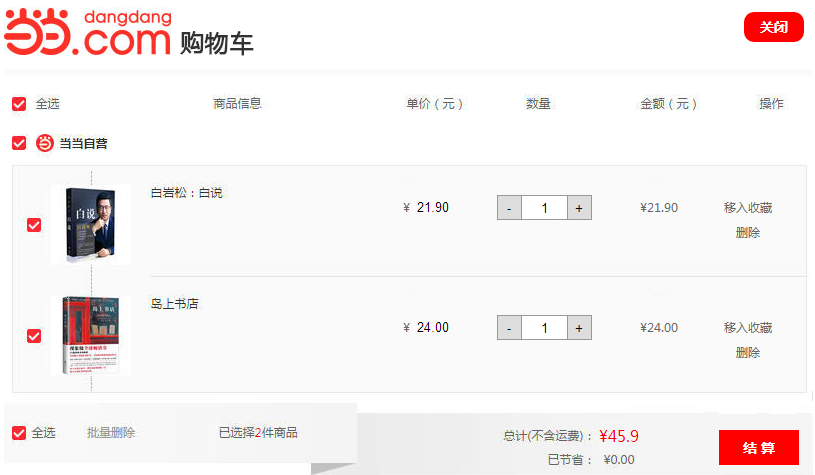 dangdang
当当.com 购物车
关闭
全选 商品信息 单价（元） 数量 金额（元） 操作
当当自营
白岩松：白说 ¥ 21.90 - 1 + ¥21.90 移入收藏
删除
白说
岛上书店 ¥ 24.00 - 1 + ¥24.00 移入收藏
删除
岛上书店
全选 批量删除 已选择2件商品 总计(不含运费)： ¥45.9 结 算
已节省： ¥0.00